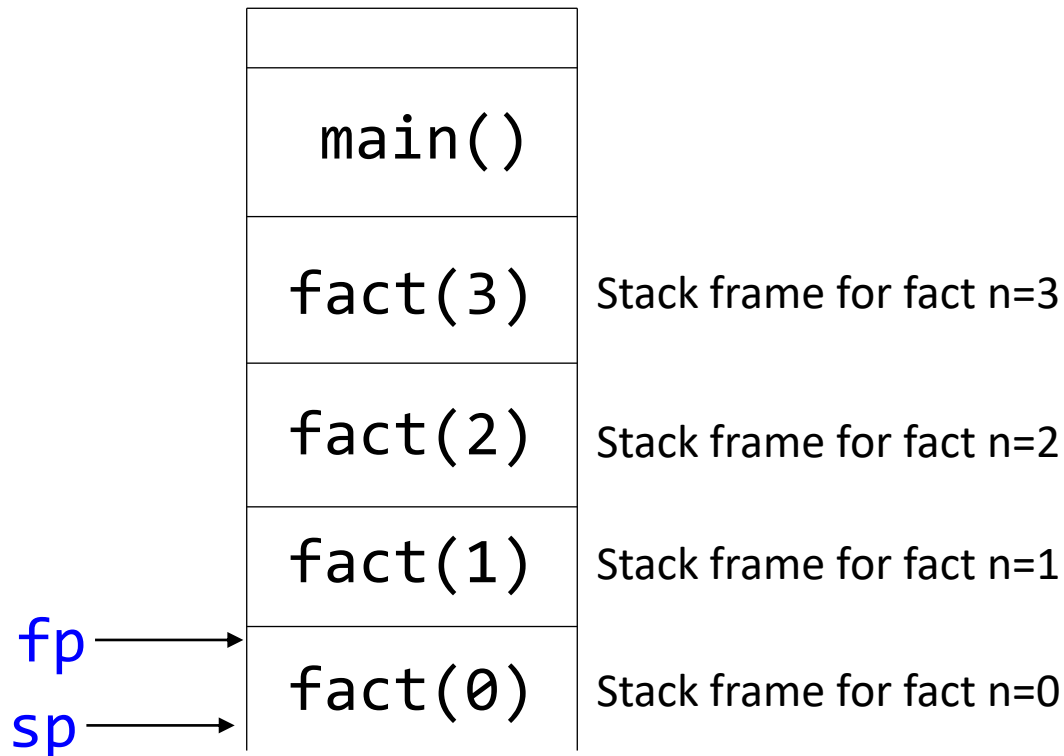 main()
fact(3) Stack frame for fact n=3
fact(2) Stack frame for fact n=2
fact(1) Stack frame for fact n=1
fp
fact(0) Stack frame for fact n=0
sp